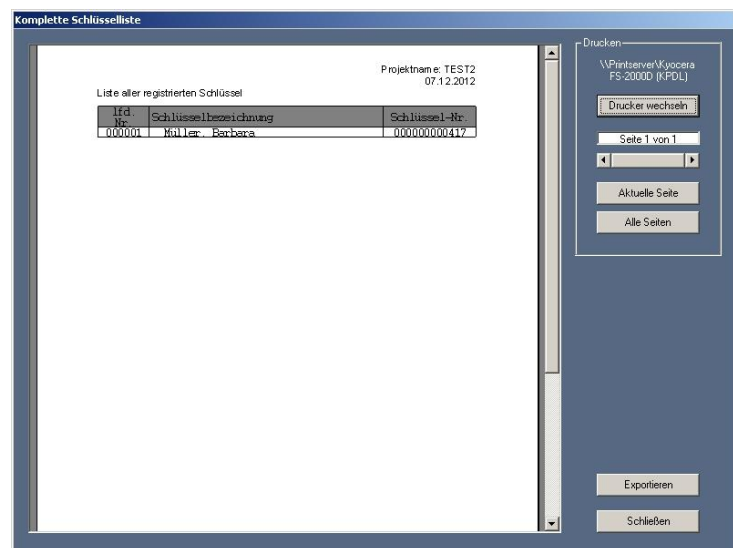 Komplette Schlüsselliste
Projektname: TEST2
07.12.2012
Liste aller registrierten Schlüssel
lfd. Nr. Schlüsselbezeichnung Schlüssel-Nr.
000001 Müller, Barbara 000000000417
Drucken
\\Printserver\Kyocera
FS-2000D (KPDL)
Drucker wechseln
Seite 1 von 1
Aktuelle Seite
Alle Seiten
Exportieren
Schließen